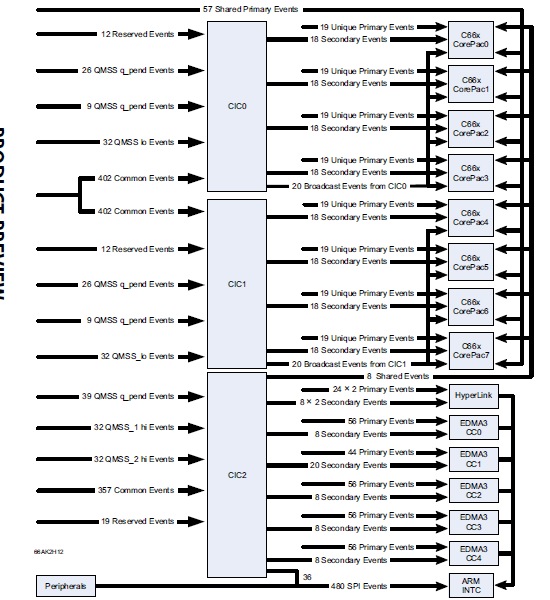 57 Shared Primary Events
12 Reserved Events
26 QMSS q_pend Events
9 QMSS q_pend Events
32 QMSS lo Events
402 Common Events
402 Common Events
12 Reserved Events
26 QMSS q_pend Events
9 QMSS q_pend Events
32 QMSS_lo Events
39 QMSS q_pend Events
32 QMSS_1 hi Events
32 QMSS_2 hi Events
357 Common Events
19 Reserved Events
66AK2H12
Peripherals
CIC0
CIC1
CIC2
19 Unique Primary Events
18 Secondary Events
C66x
CorePac0
19 Unique Primary Events
18 Secondary Events
C66x
CorePac1
19 Unique Primary Events
18 Secondary Events
C66x
CorePac2
19 Unique Primary Events
18 Secondary Events
C66x
CorePac3
20 Broadcast Events from CIC0
19 Unique Primary Events
18 Secondary Events
C66x
CorePac4
19 Unique Primary Events
18 Secondary Events
C66x
CorePac5
19 Unique Primary Events
18 Secondary Events
C66x
CorePac6
19 Unique Primary Events
18 Secondary Events
C66x
CorePac7
20 Broadcast Events from CIC1
8 Shared Events
24 × 2 Primary Events
8 × 2 Secondary Events
HyperLink
56 Primary Events
8 Secondary Events
EDMA3
CC0
44 Primary Events
20 Secondary Events
EDMA3
CC1
56 Primary Events
8 Secondary Events
EDMA3
CC2
56 Primary Events
8 Secondary Events
EDMA3
CC3
56 Primary Events
8 Secondary Events
EDMA3
CC4
36
480 SPI Events
ARM
INTC